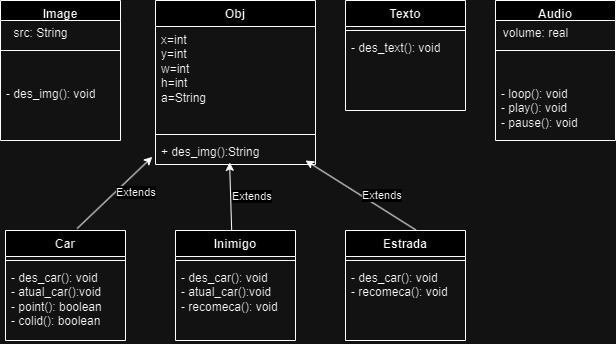 Image
src: String
- des_img(): void
Obj
x=int
y=int
w=int
h=int
a=String
+ des_img():String
Texto
- des_text(): void
Audio
volume: real
- loop(): void
- play(): void
- pause(): void
Extends
Extends
Extends
Car
- des_car(): void
- atual_car():void
- point(): boolean
- colid(): boolean
Inimigo
- des_car(): void
- atual_car():void
- recomeca(): void
Estrada
- des_car(): void
- recomeca(): void